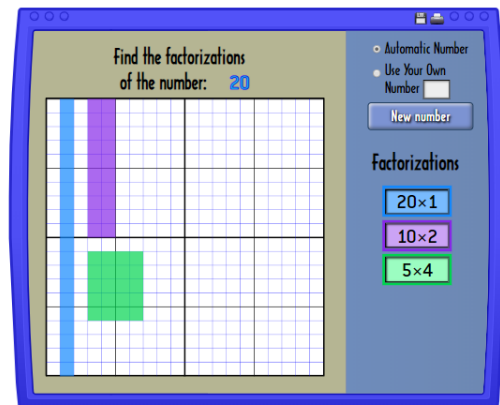 Find the factorizations
of the number: 20
Automatic Number
Use Your Own
Number
New number
Factorizations
20×1
10×2
5×4